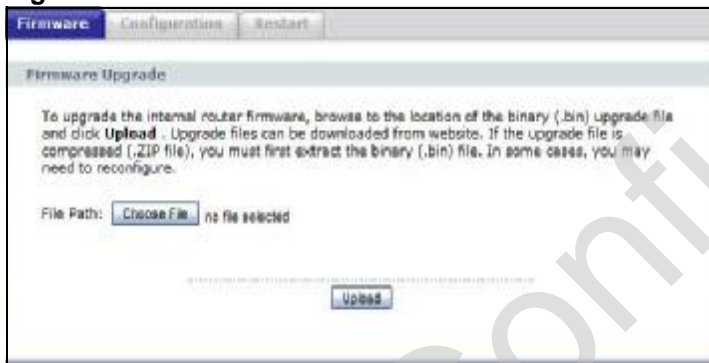 Firmware Configuration Restart
Firmware Upgrade
To upgrade the internal router firmware, browse to the location of the binary (.bin) upgrade file
and click Upload . Upgrade files can be downloaded from website. If the upgrade file is
compressed (.ZIP file), you must first extract the binary (.bin) file. In some cases, you may
need to reconfigure.
File Path: Choose File no file selected
Upload